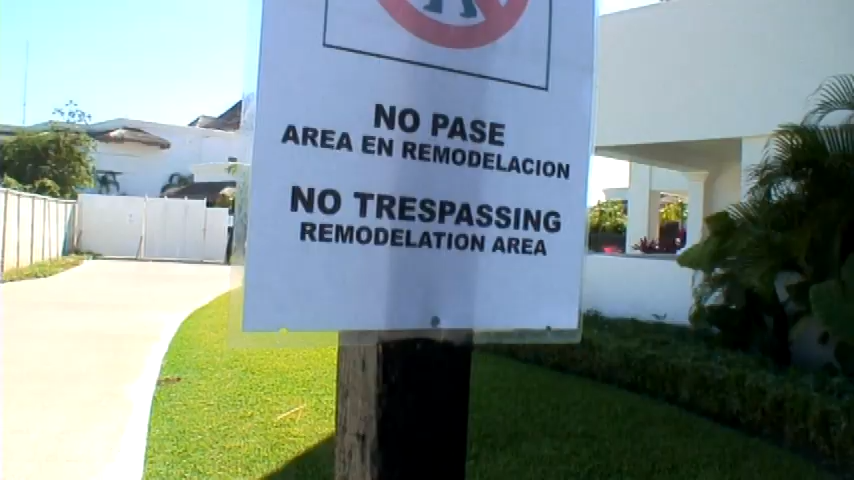 NO PASE
AREA EN REMODELACION
NO TRESPASSING
REMODELATION AREA